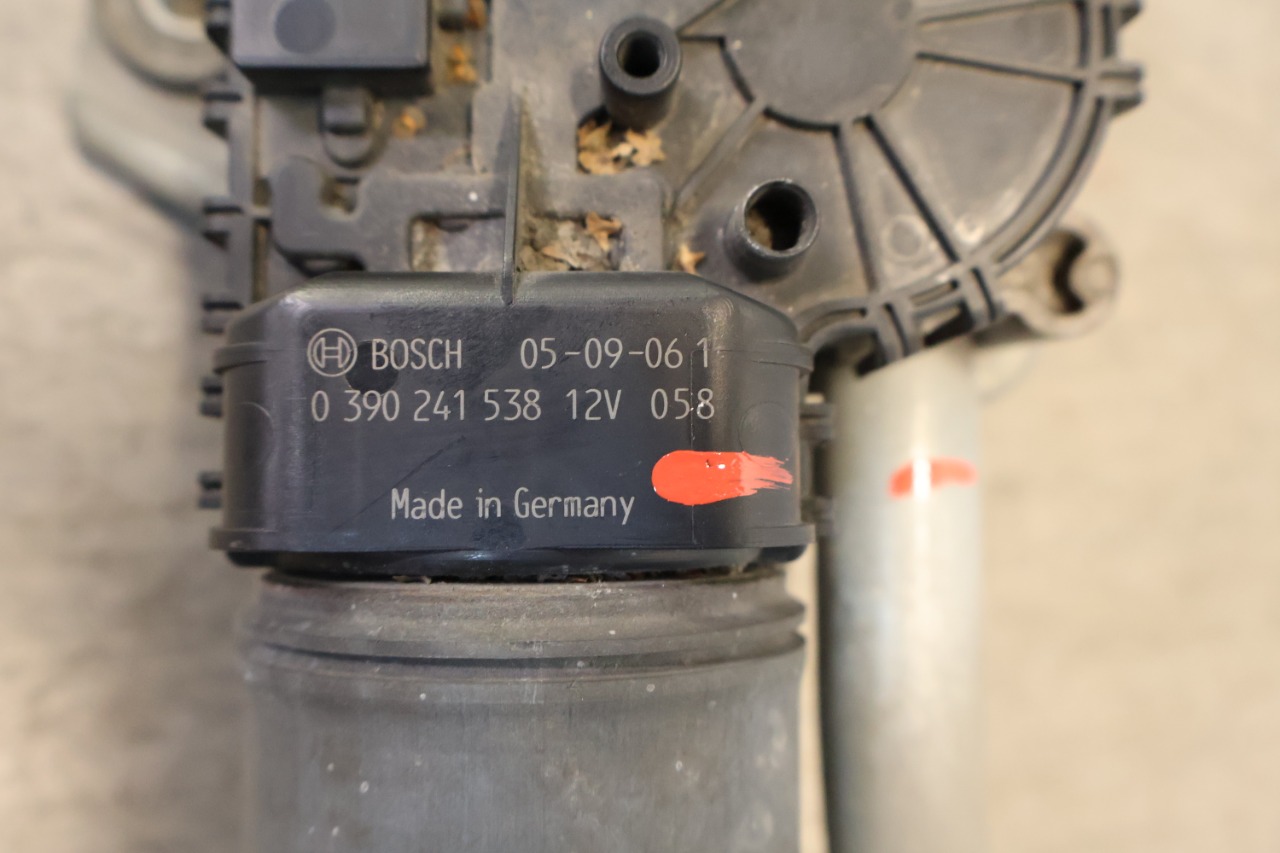 BOSCH 05-09-06 1
0 390 241 538 12V 058
Made in Germany